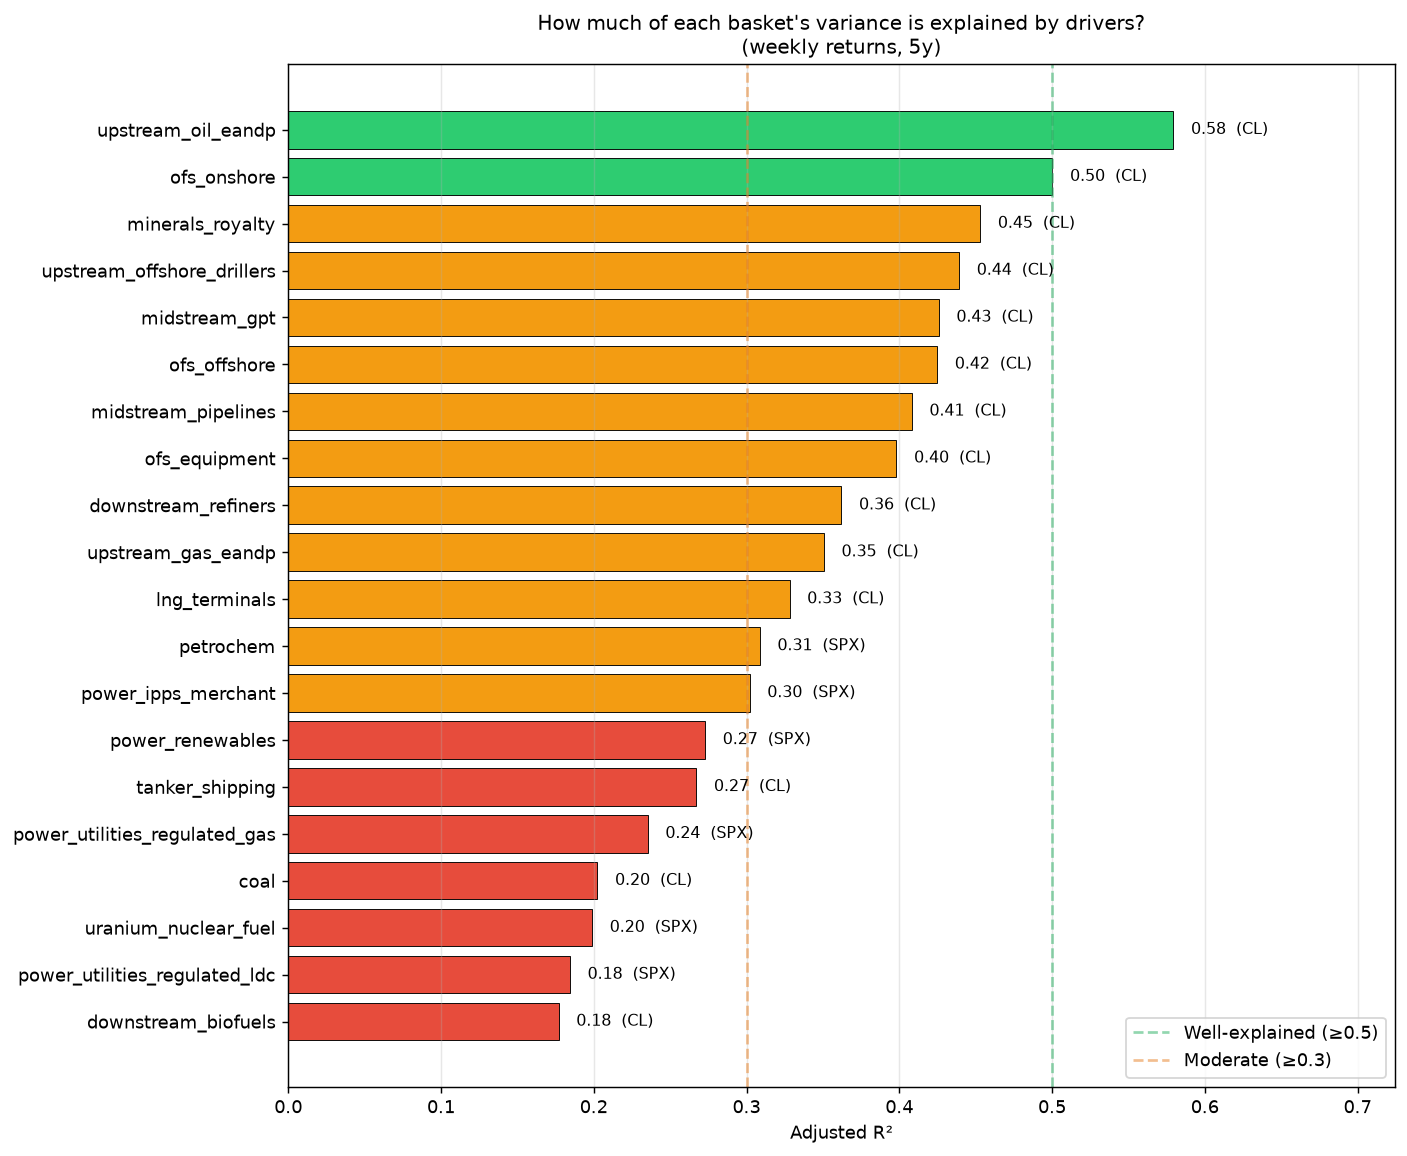 How much of each basket's variance is explained by drivers?
(weekly returns, 5y)
upstream_oil_eandp 0.58 (CL)
ofs_onshore 0.50 (CL)
minerals_royalty 0.45 (CL)
upstream_offshore_drillers 0.44 (CL)
midstream_gpt 0.43 (CL)
ofs_offshore 0.42 (CL)
midstream_pipelines 0.41 (CL)
ofs_equipment 0.40 (CL)
downstream_refiners 0.36 (CL)
upstream_gas_eandp 0.35 (CL)
lng_terminals 0.33 (CL)
petrochem 0.31 (SPX)
power_ipps_merchant 0.30 (SPX)
power_renewables 0.27 (SPX)
tanker_shipping 0.27 (CL)
power_utilities_regulated_gas 0.24 (SPX)
coal 0.20 (CL)
uranium_nuclear_fuel 0.20 (SPX)
power_utilities_regulated_ldc 0.18 (SPX)
downstream_biofuels 0.18 (CL)
Well-explained (≥0.5)
Moderate (≥0.3)
0.0 0.1 0.2 0.3 0.4 0.5 0.6 0.7
Adjusted R²